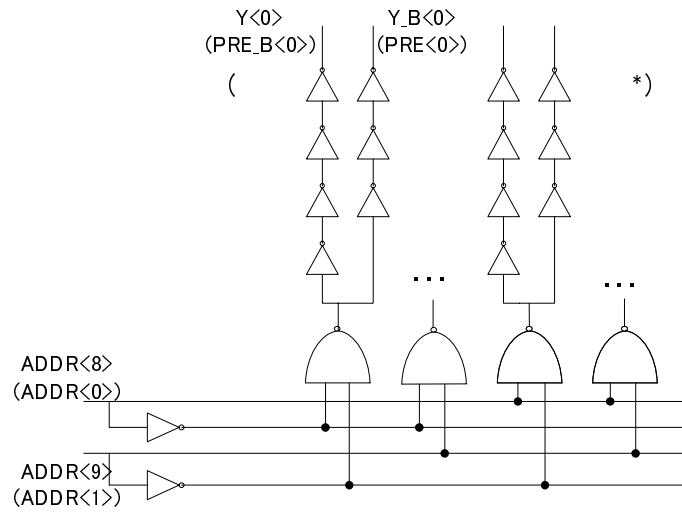 Y<0>
(PRE_B<0>)
Y_B<0>
(PRE<0>)
(
*)
...
...
ADDR<8>
(ADDR<0>)
ADDR<9>
(ADDR<1>)